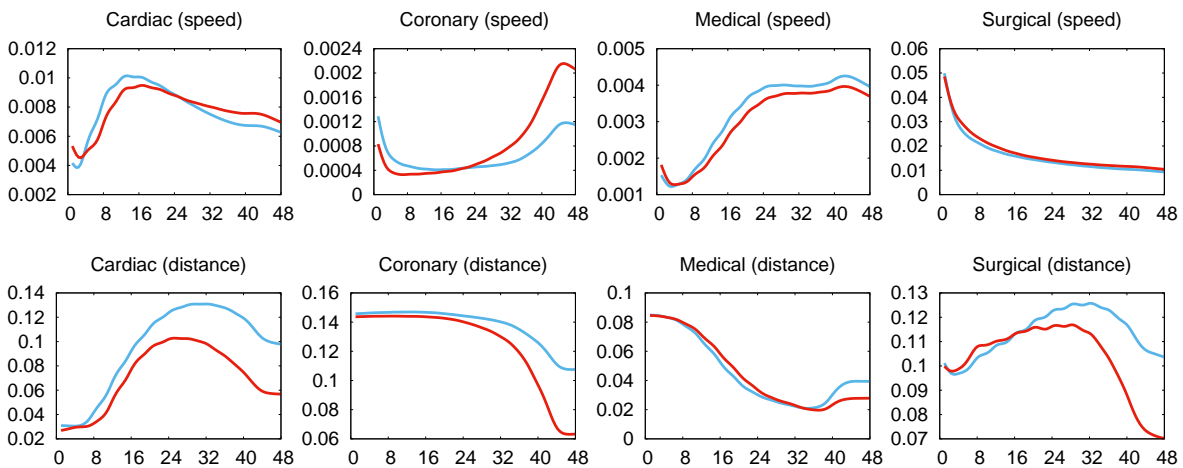 Cardiac (speed) Coronary (speed) Medical (speed) Surgical (speed)
0.012 0.0024 0.005 0.06
0.01 0.002 0.004 0.05
0.008 0.0016 0.003 0.04
0.006 0.0012 0.002 0.03
0.004 0.0008 0.001 0.02
0.002 0.0004 0.01
0 0
0 8 16 24 32 40 48 0 8 16 24 32 40 48 0 8 16 24 32 40 48 0 8 16 24 32 40 48
Cardiac (distance) Coronary (distance) Medical (distance) Surgical (distance)
0.14 0.16 0.1 0.13
0.12 0.14 0.08 0.12
0.1 0.12 0.06 0.11
0.08 0.1 0.04 0.1
0.06 0.08 0.02 0.09
0.04 0.06 0 0.08
0.02 0.07
0 8 16 24 32 40 48 0 8 16 24 32 40 48 0 8 16 24 32 40 48 0 8 16 24 32 40 48